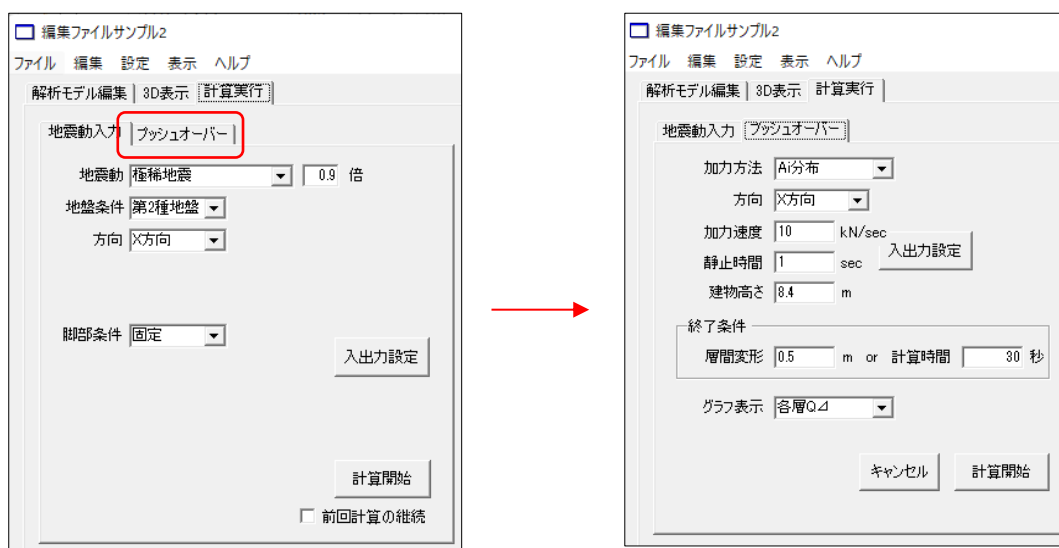 編集ファイルサンプル2
ファイル 編集 設定 表示 ヘルプ
解析モデル編集 3D表示 計算実行
地震動入力 プッシュオーバー
地震動 極稀地震 0.9 倍
地盤条件 第2種地盤
方向 X方向
脚部条件 固定
入出力設定
計算開始
前回計算の継続
編集ファイルサンプル2
ファイル 編集 設定 表示 ヘルプ
解析モデル編集 3D表示 計算実行
地震動入力 プッシュオーバー
加力方法 Ai分布
方向 X方向
加力速度 10 kN/sec
入出力設定
静止時間 1 sec
建物高さ 8.4 m
終了条件
層間変形 0.5 m or 計算時間 30 秒
グラフ表示 各層Q⊿
キャンセル 計算開始